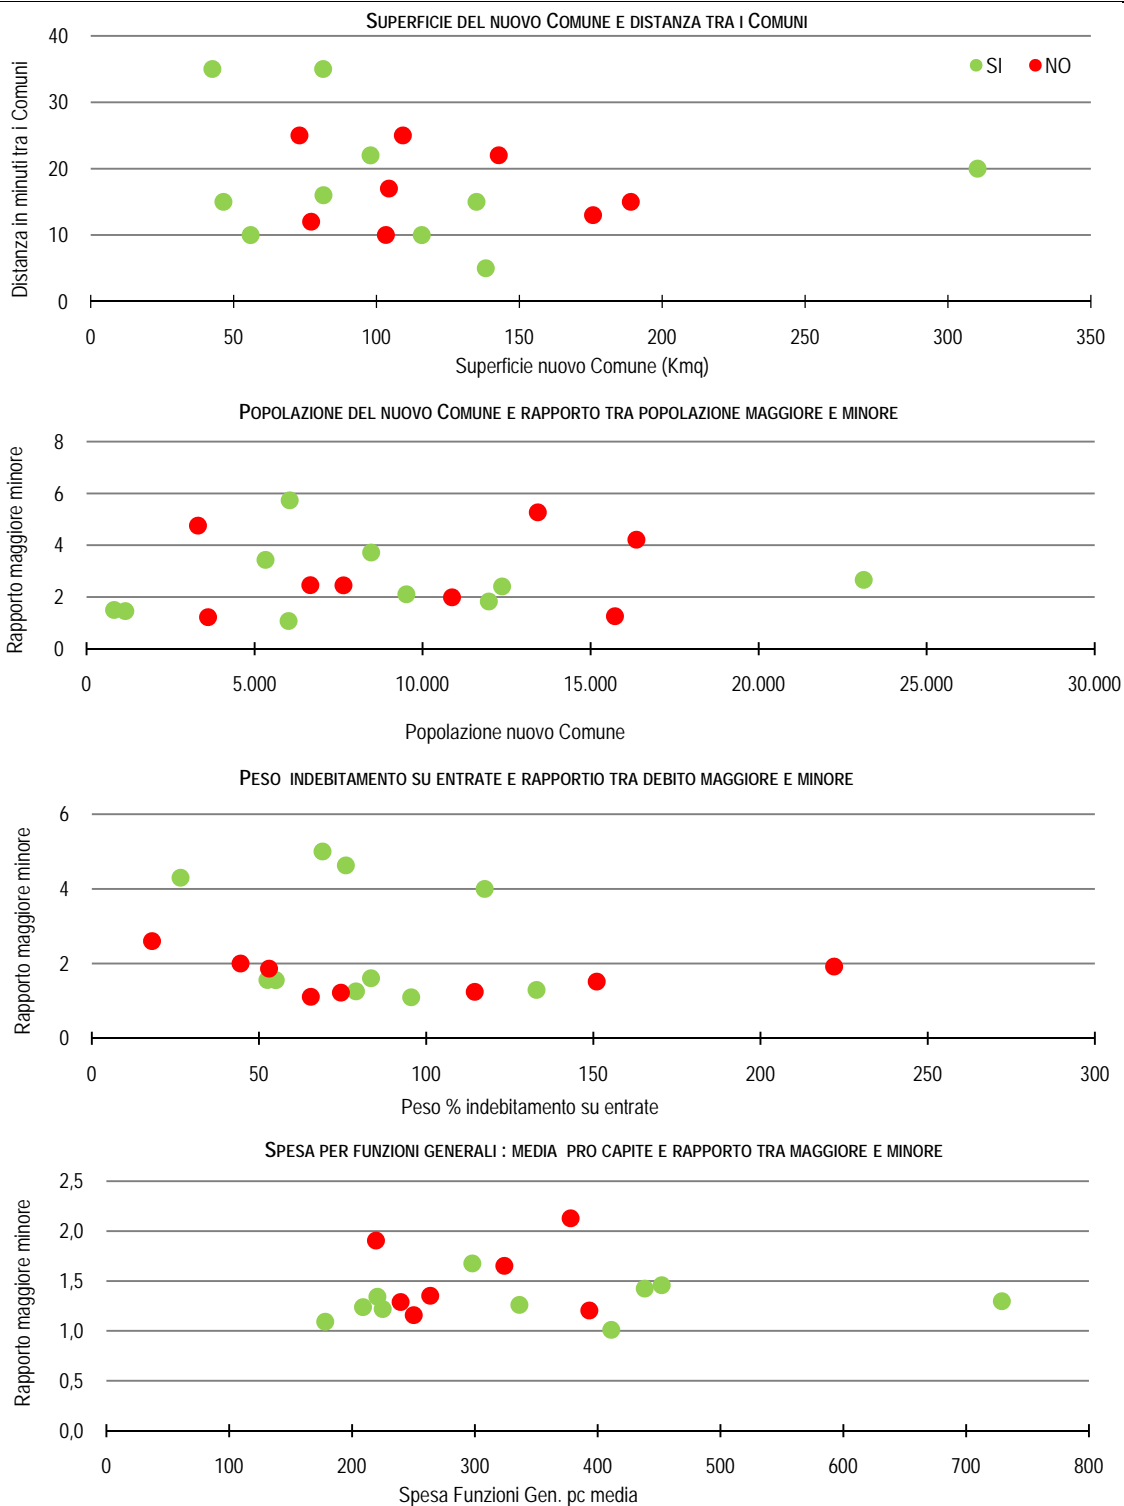 SUPERFICIE DEL NUOVO COMUNE E DISTANZA TRA I COMUNI
SI NO
Distanza in minuti tra i Comuni
40
30
20
10
0
0 50 100 150 200 250 300 350
Superficie nuovo Comune (Kmq)
POPOLAZIONE DEL NUOVO COMUNE E RAPPORTO TRA POPOLAZIONE MAGGIORE E MINORE
Rapporto maggiore minore
8
6
4
2
0
0 5.000 10.000 15.000 20.000 25.000 30.000
Popolazione nuovo Comune
PESO INDEBITAMENTO SU ENTRATE E RAPPORTIO TRA DEBITO MAGGIORE E MINORE
Rapporto maggiore minore
6
4
2
0
0 50 100 150 200 250 300
Peso % indebitamento su entrate
SPESA PER FUNZIONI GENERALI : MEDIA PRO CAPITE E RAPPORTO TRA MAGGIORE E MINORE
Rapporto maggiore minore
2,5
2,0
1,5
1,0
0,5
0,0
0 100 200 300 400 500 600 700 800
Spesa Funzioni Gen. pc media